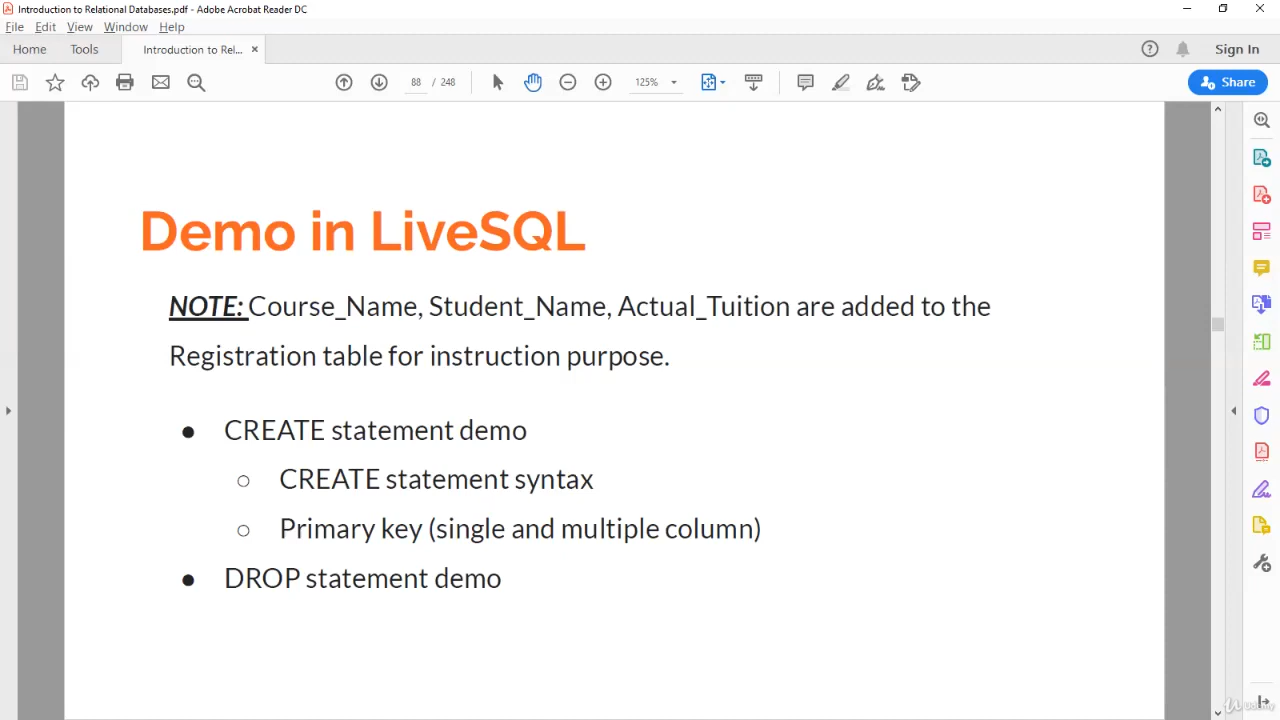 Introduction to Relational Databases.pdf - Adobe Acrobat Reader DC
File Edit View Window Help
Home Tools Introduction to Rel... × Sign In
88 / 248 125% Share
Demo in LiveSQL
NOTE: Course_Name, Student_Name, Actual_Tuition are added to the
Registration table for instruction purpose.
● CREATE statement demo
○ CREATE statement syntax
○ Primary key (single and multiple column)
● DROP statement demo
Udemy